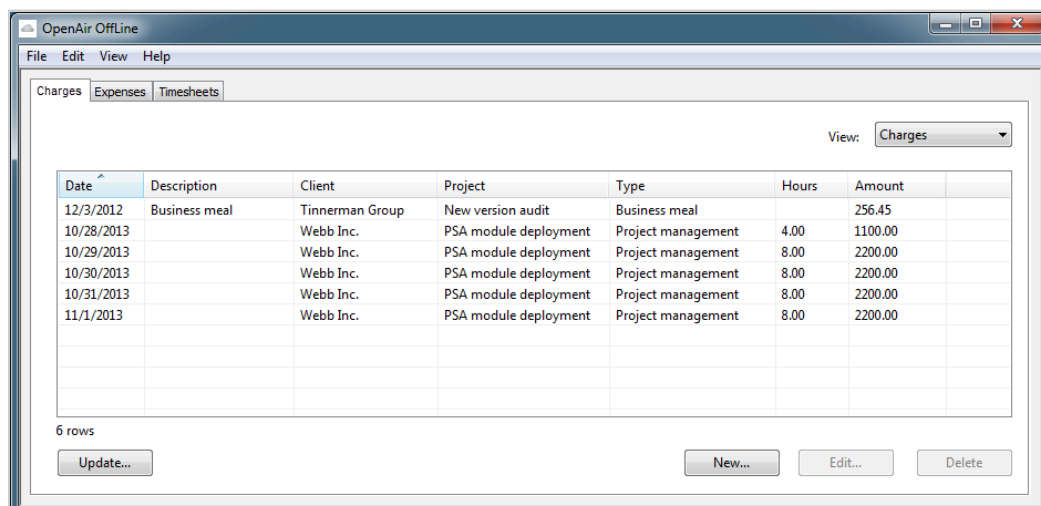 OpenAir OffLine
File Edit View Help
Charges Expenses Timesheets
View: Charges
Date Description Client Project Type Hours Amount
12/3/2012 Business meal Tinnerman Group New version audit Business meal 256.45
10/28/2013 Webb Inc. PSA module deployment Project management 4.00 1100.00
10/29/2013 Webb Inc. PSA module deployment Project management 8.00 2200.00
10/30/2013 Webb Inc. PSA module deployment Project management 8.00 2200.00
10/31/2013 Webb Inc. PSA module deployment Project management 8.00 2200.00
11/1/2013 Webb Inc. PSA module deployment Project management 8.00 2200.00
6 rows
Update... New... Edit... Delete